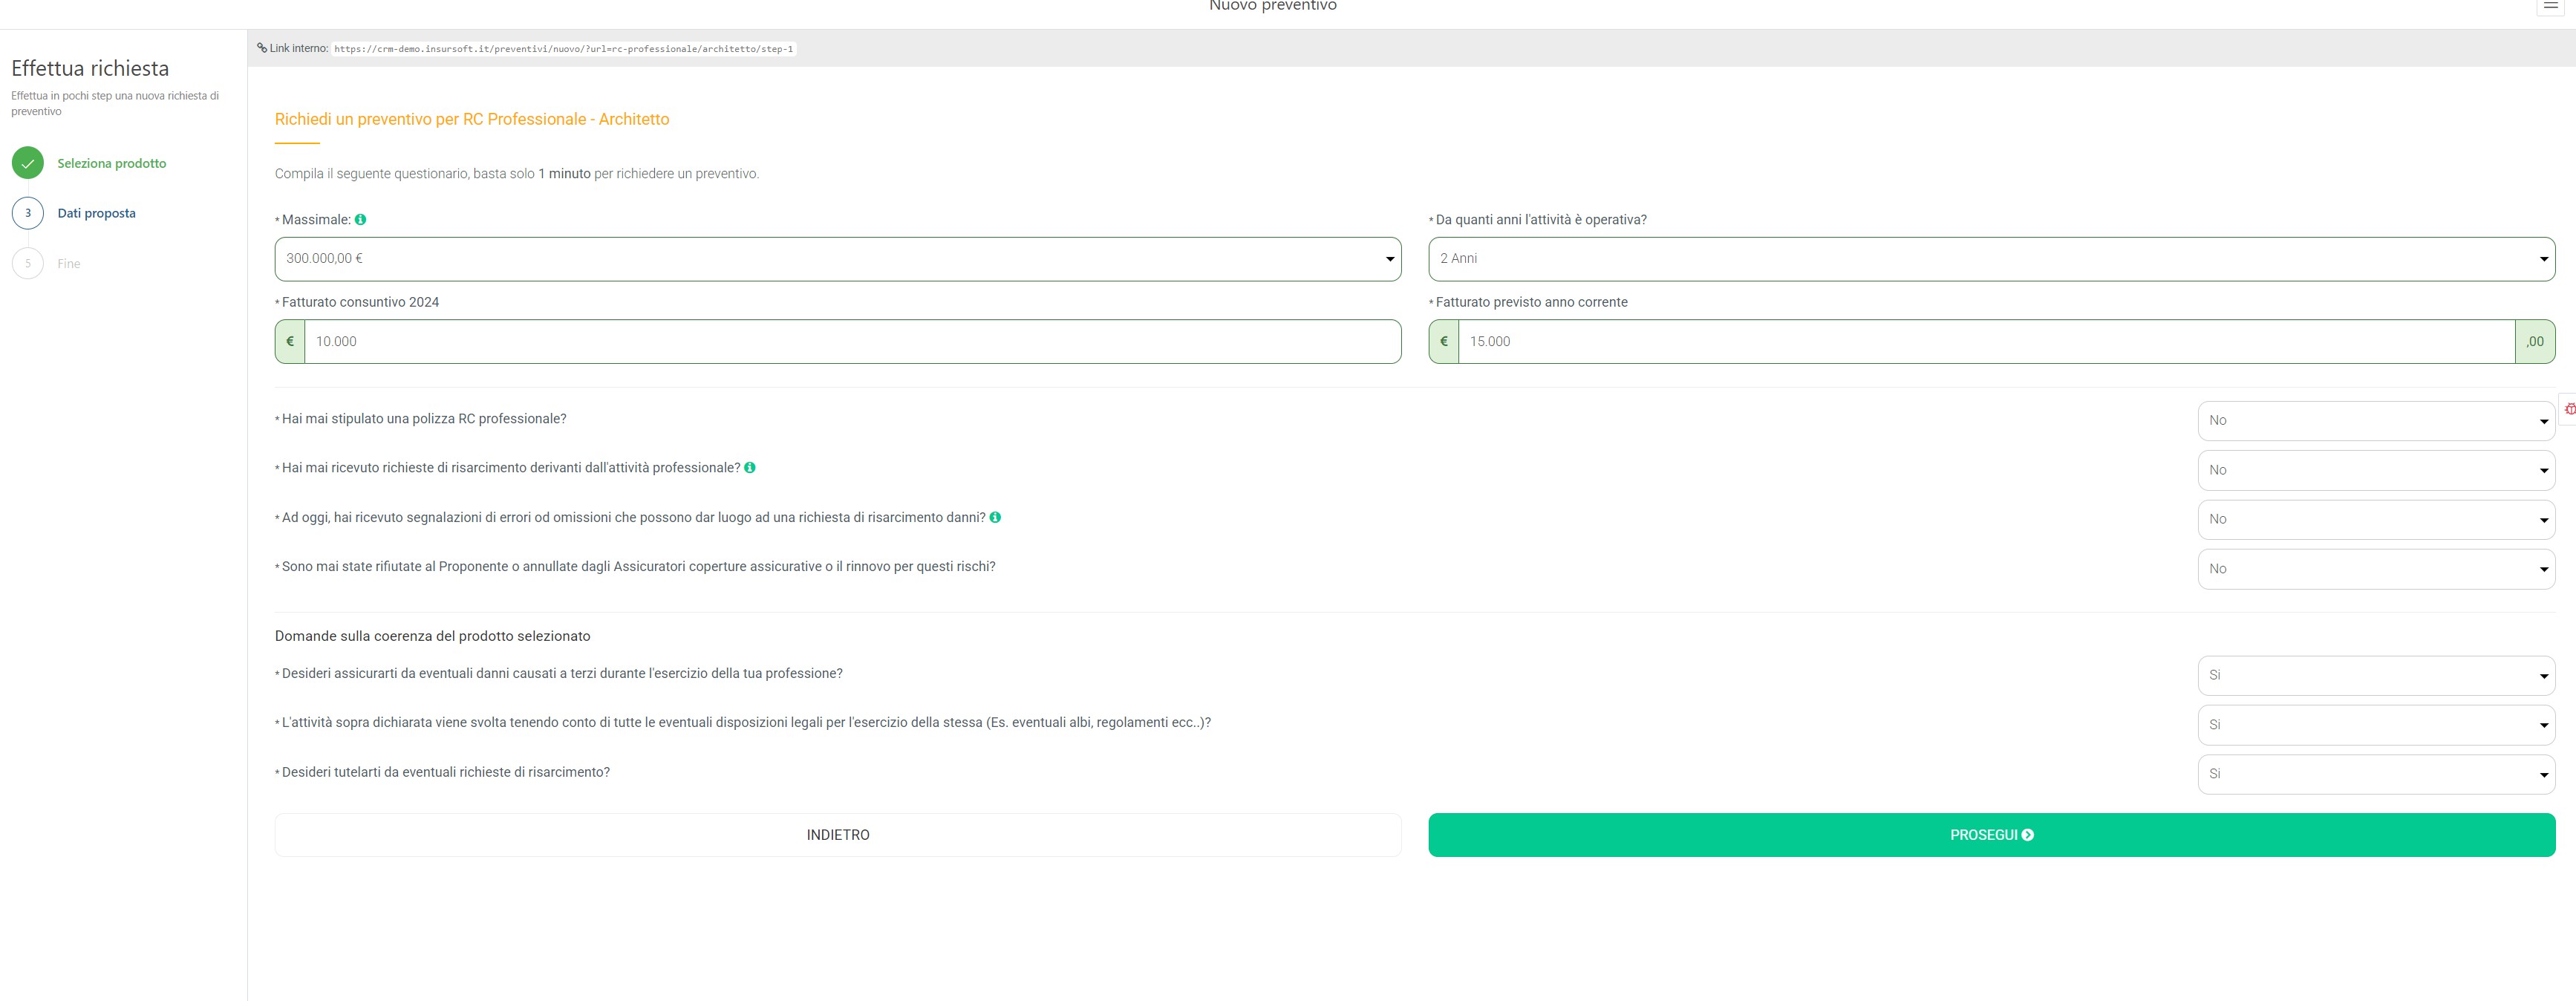 Nuovo preventivo
Link interno: https://crm-demo.insursoft.it/preventivi/nuovo/?url=rc-professionale/architetto/step-1
Effettua richiesta
Effettua in pochi step una nuova richiesta di
preventivo
Seleziona prodotto
3 Dati proposta
5 Fine
Richiedi un preventivo per RC Professionale - Architetto
Compila il seguente questionario, basta solo 1 minuto per richiedere un preventivo.
* Massimale:
300.000,00 €
* Da quanti anni l'attività è operativa?
2 Anni
* Fatturato consuntivo 2024
€ 10.000
* Fatturato previsto anno corrente
€ 15.000 ,00
* Hai mai stipulato una polizza RC professionale? No
* Hai mai ricevuto richieste di risarcimento derivanti dall'attività professionale? No
* Ad oggi, hai ricevuto segnalazioni di errori od omissioni che possono dar luogo ad una richiesta di risarcimento danni? No
* Sono mai state rifiutate al Proponente o annullate dagli Assicuratori coperture assicurative o il rinnovo per questi rischi? No
Domande sulla coerenza del prodotto selezionato
* Desideri assicurarti da eventuali danni causati a terzi durante l'esercizio della tua professione? Si
* L'attività sopra dichiarata viene svolta tenendo conto di tutte le eventuali disposizioni legali per l'esercizio della stessa (Es. eventuali albi, regolamenti ecc..)? Si
* Desideri tutelarti da eventuali richieste di risarcimento? Si
INDIETRO
PROSEGUI